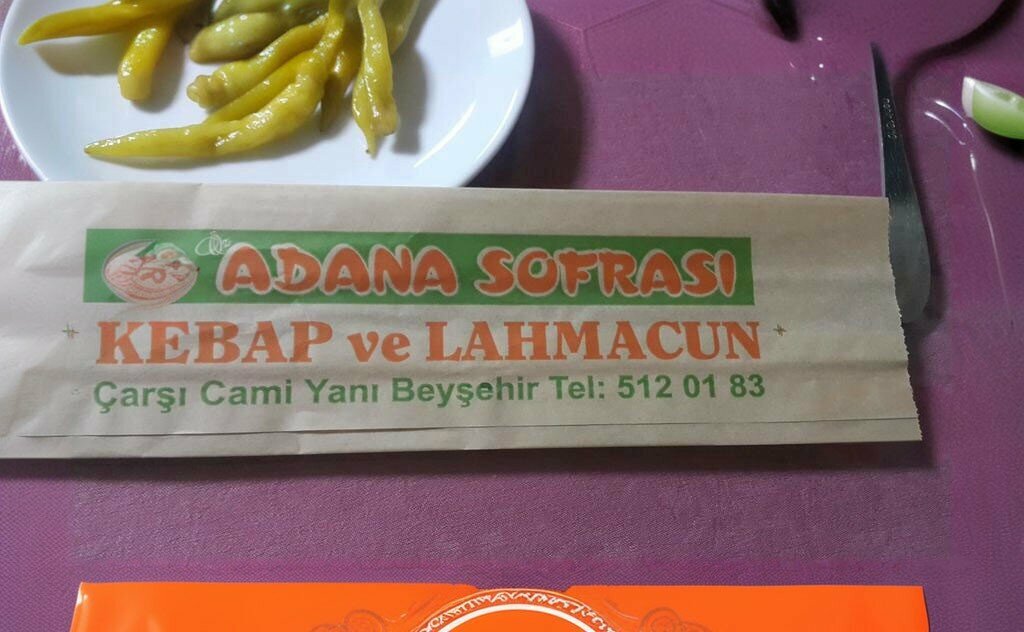 ADANA SOFRASI
KEBAP ve LAHMACUN
Çarşı Cami Yanı Beyşehir Tel: 512 01 83